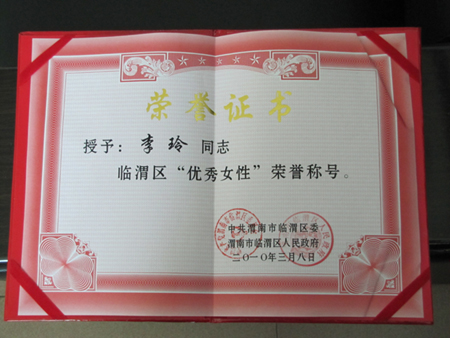 荣誉证书
授予：李玲 同志
临渭区“优秀女性”荣誉称号。
中共渭南市临渭区委
渭南市临渭区人民政府
二〇一〇年三月八日